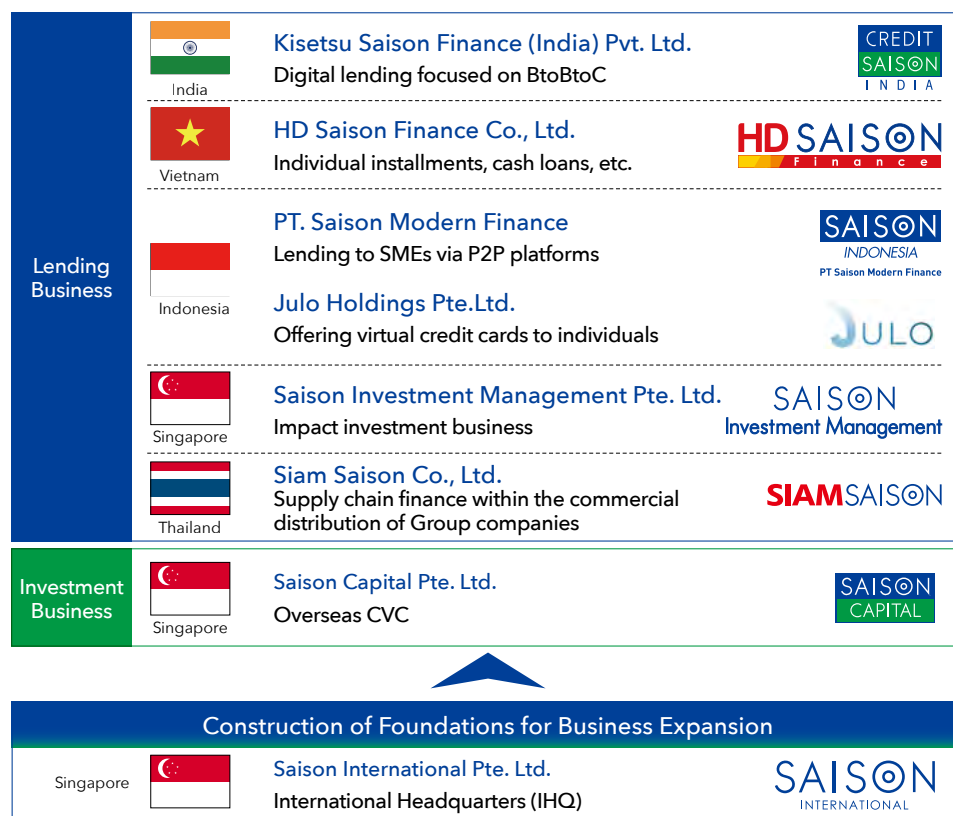 Lending
Business
India
Kisetsu Saison Finance (India) Pvt. Ltd.
Digital lending focused on BtoBtoC
CREDIT
SAISON
INDIA
Vietnam
HD Saison Finance Co., Ltd.
Individual installments, cash loans, etc.
HD SAISON
Finance
Indonesia
PT. Saison Modern Finance
Lending to SMEs via P2P platforms
SAISON
INDONESIA
PT Saison Modern Finance
Julo Holdings Pte.Ltd.
Offering virtual credit cards to individuals
JULO
Singapore
Saison Investment Management Pte. Ltd.
Impact investment business
SAISON
Investment Management
Thailand
Siam Saison Co., Ltd.
Supply chain finance within the commercial
distribution of Group companies
SIAMSAISON
Investment
Business
Singapore
Saison Capital Pte. Ltd.
Overseas CVC
SAISON
CAPITAL
Construction of Foundations for Business Expansion
Singapore
Saison International Pte. Ltd.
International Headquarters (IHQ)
SAISON
INTERNATIONAL